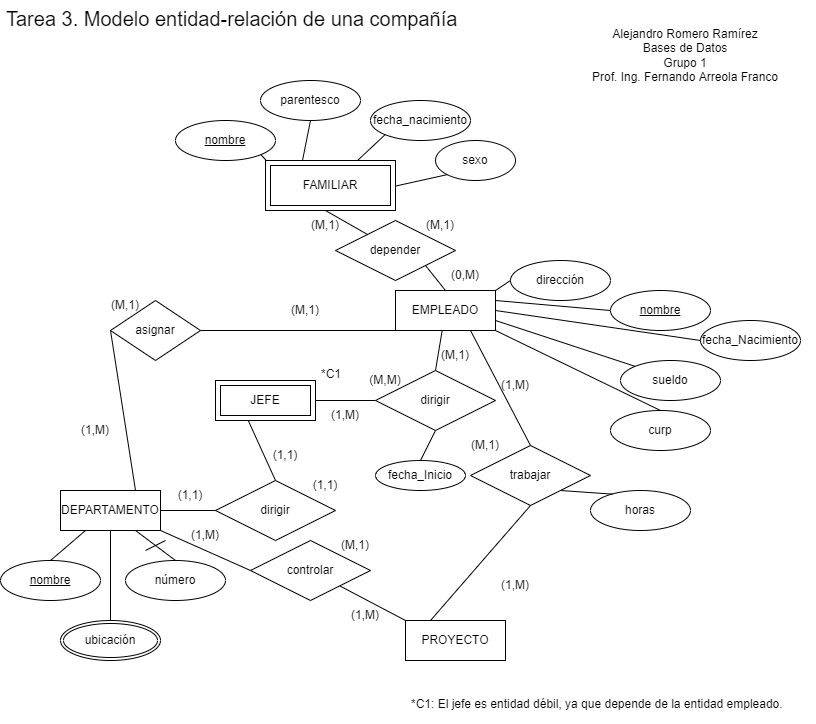 Tarea 3. Modelo entidad-relación de una compañía
Alejandro Romero Ramírez
Bases de Datos
Grupo 1
Prof. Ing. Fernando Arreola Franco
parentesco
fecha_nacimiento
nombre
sexo
FAMILIAR
(M,1)
(M,1)
depender
(0,M)
dirección
(M,1)
(M,1)
EMPLEADO
nombre
asignar
fecha_Nacimiento
(M,1)
*C1
(M,M)
sueldo
(1,M)
JEFE
dirigir
(1,M)
(1,M)
curp
(M,1)
(1,1)
fecha_Inicio
trabajar
(1,1)
(1,1)
DEPARTAMENTO
dirigir
horas
(1,M)
(M,1)
controlar
nombre
número
(1,M)
(1,M)
ubicación
PROYECTO
*C1: El jefe es entidad débil, ya que depende de la entidad empleado.